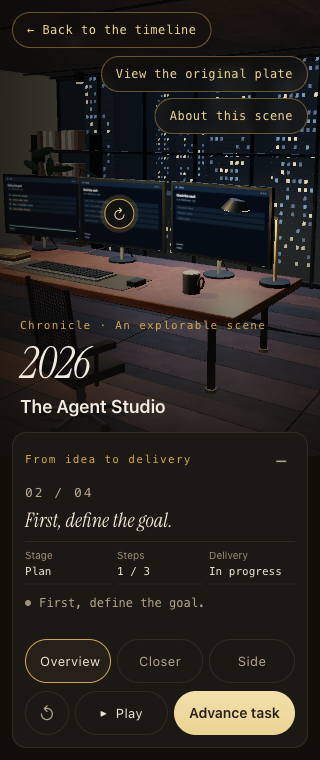 ← Back to the timeline
View the original plate
About this scene
Chronicle · An explorable scene
2026
The Agent Studio
From idea to delivery
02 / 04
First, define the goal.
Stage Steps Delivery
Plan 1 / 3 In progress
First, define the goal.
Overview Closer Side
Play Advance task